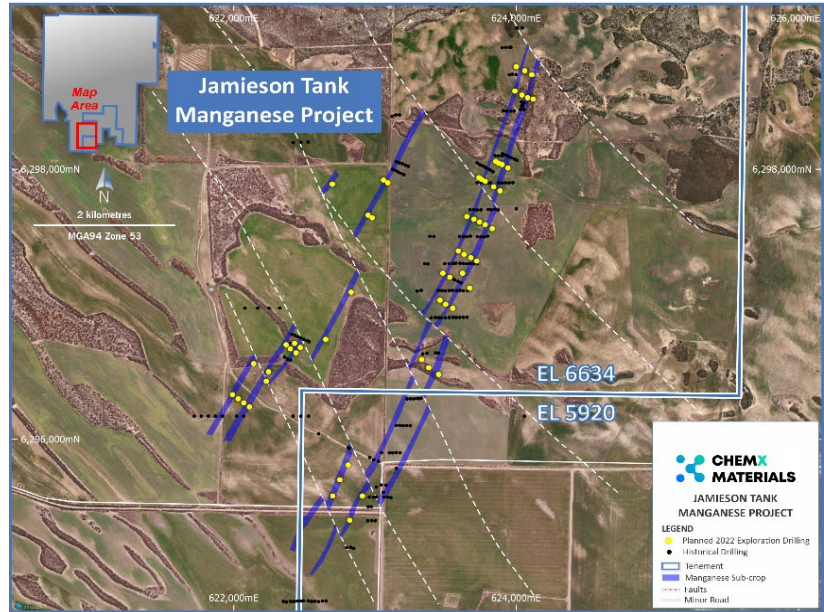 622,000mE
624,000mE
626,000mE
Map
Area
Jamieson Tank
Manganese Project
6,298,000mN
6,298,000mN
N
2 kilometres
MGA94 Zone 53
EL 6634
EL 5920
6,296,000mN
CHEMX
MATERIALS
JAMIESON TANK
MANGANESE PROJECT
LEGEND
Planned 2022 Exploration Drilling
Historical Drilling
Tenement
Manganese Sub-crop
Faults
Minor Road
622,000mE
624,000mE